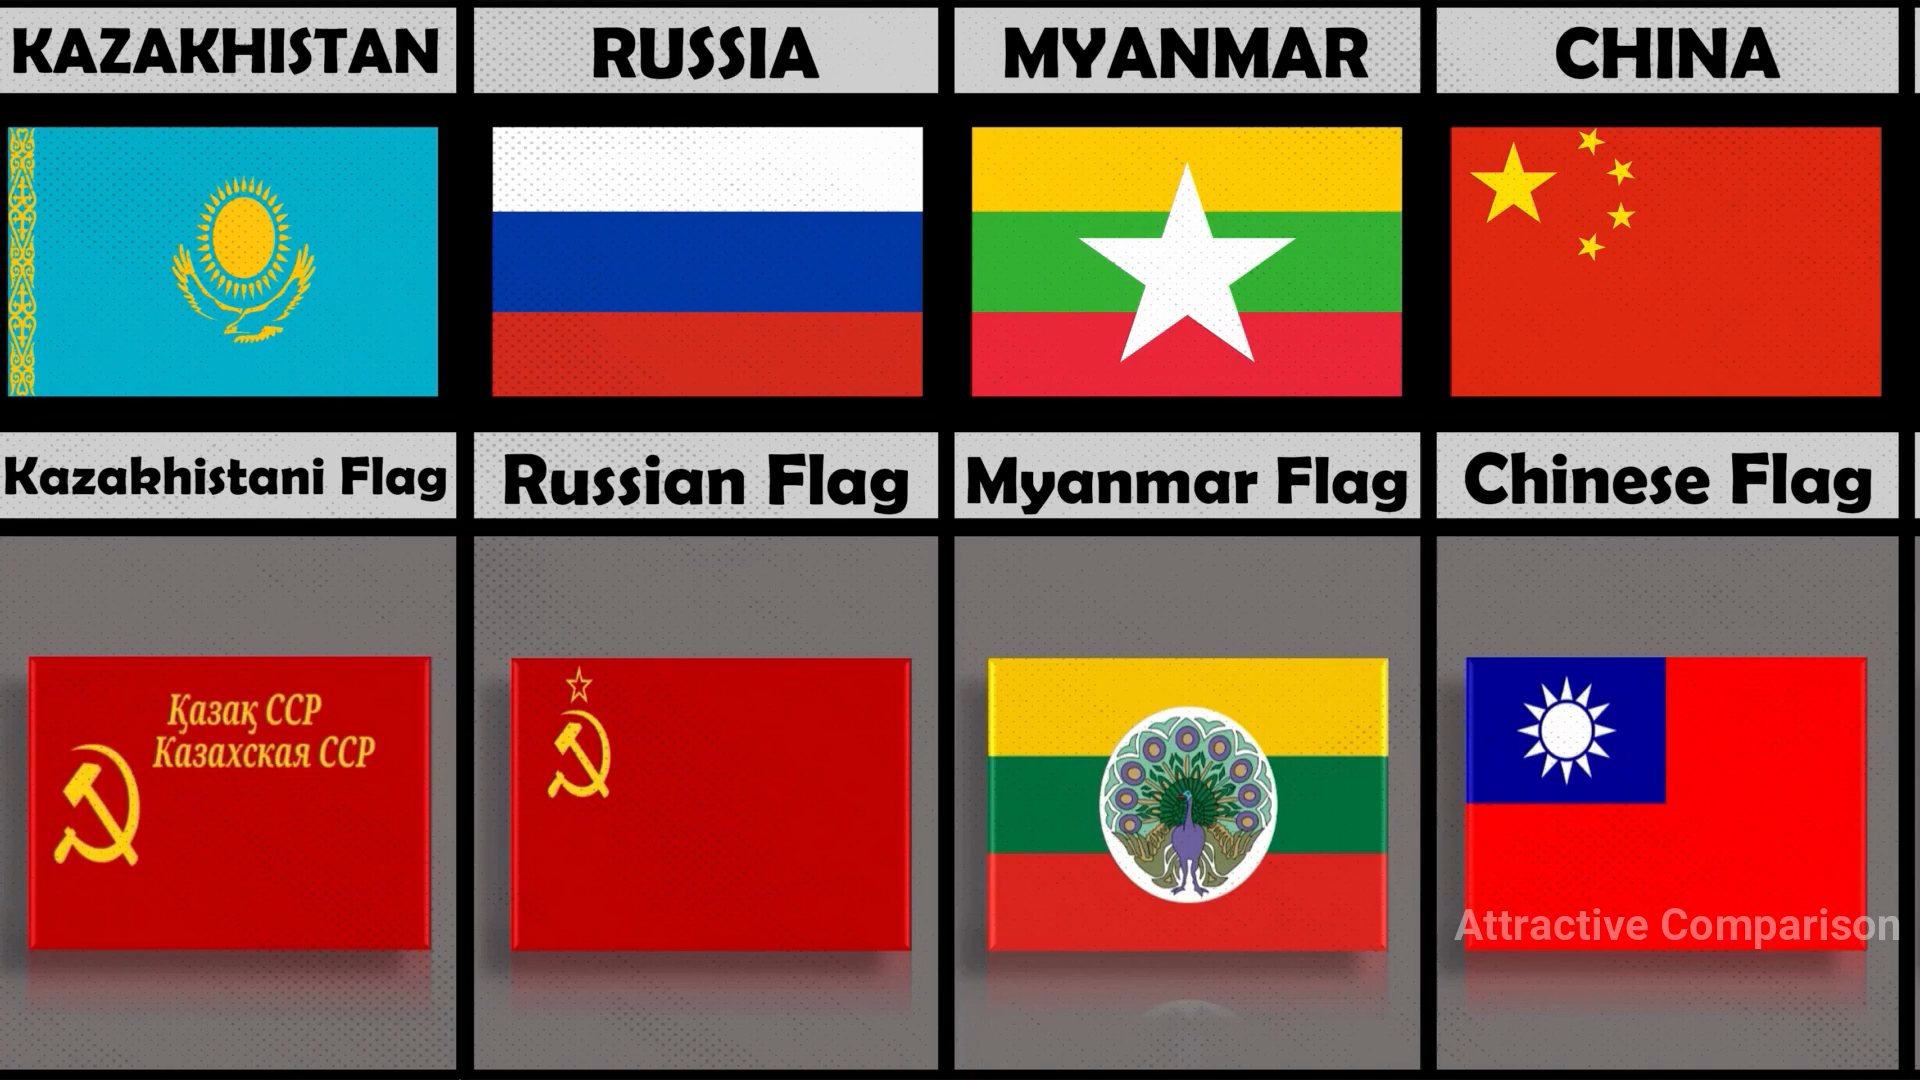 KAZAKHISTAN
RUSSIA
MYANMAR
CHINA
Kazakhistani Flag
Russian Flag
Myanmar Flag
Chinese Flag
Қазақ ССР
Казахская ССР
Attractive Comparison